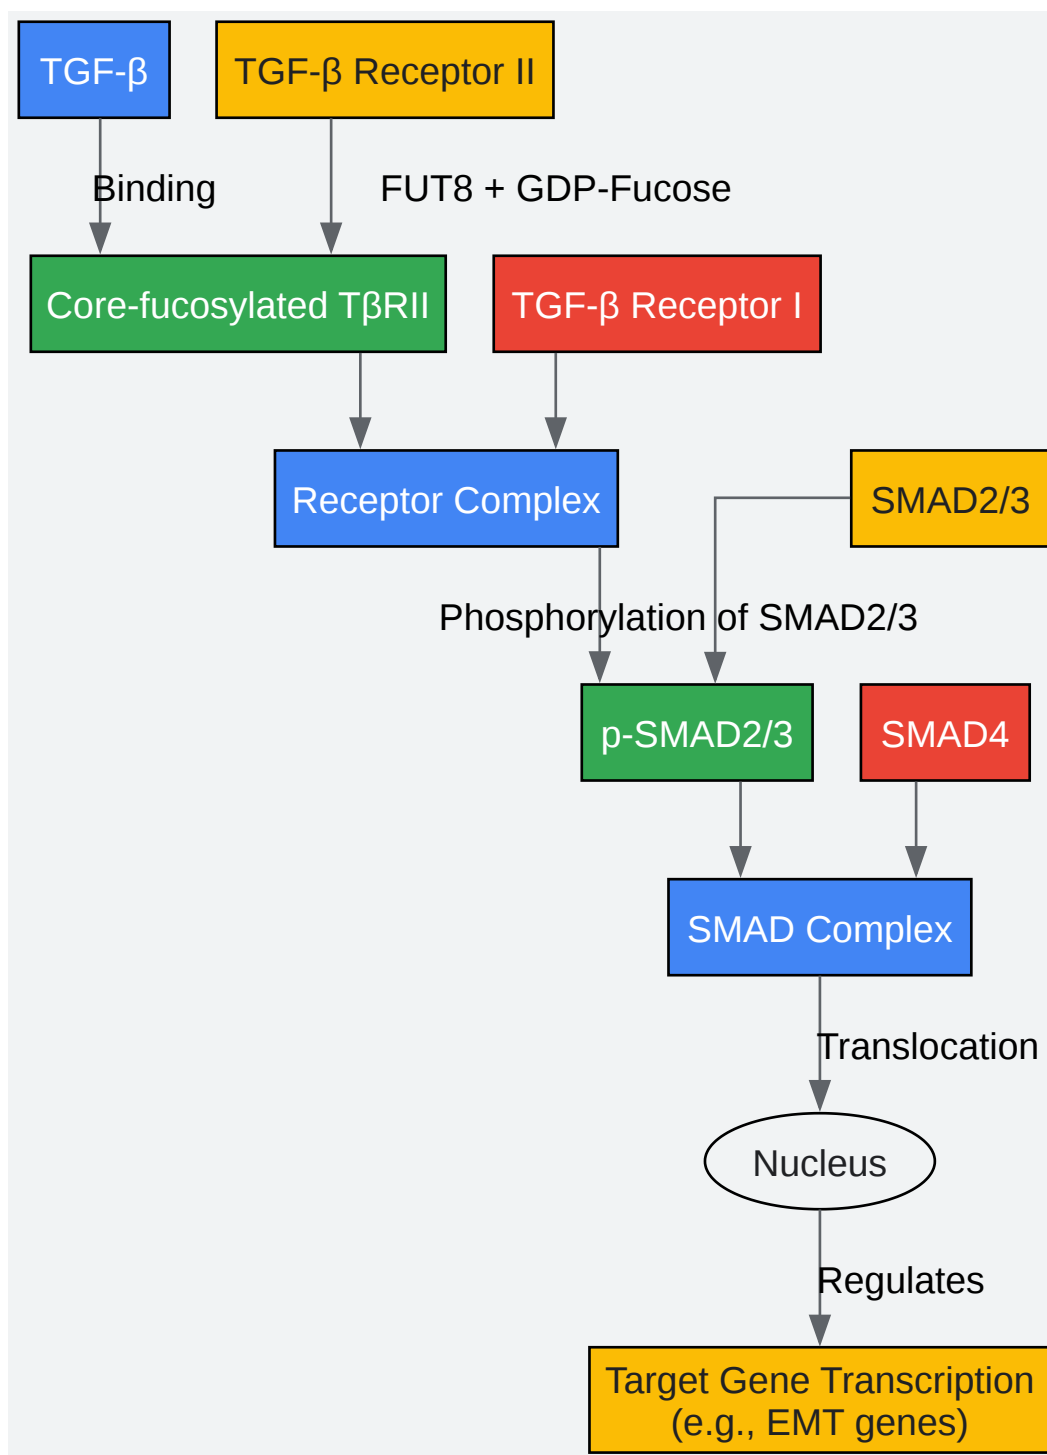 TGF-β
TGF-β Receptor II
Binding
FUT8 + GDP-Fucose
Core-fucosylated TβRII
TGF-β Receptor I
Receptor Complex
SMAD2/3
Phosphorylation of SMAD2/3
p-SMAD2/3
SMAD4
SMAD Complex
Translocation
Nucleus
Regulates
Target Gene Transcription
(e.g., EMT genes)